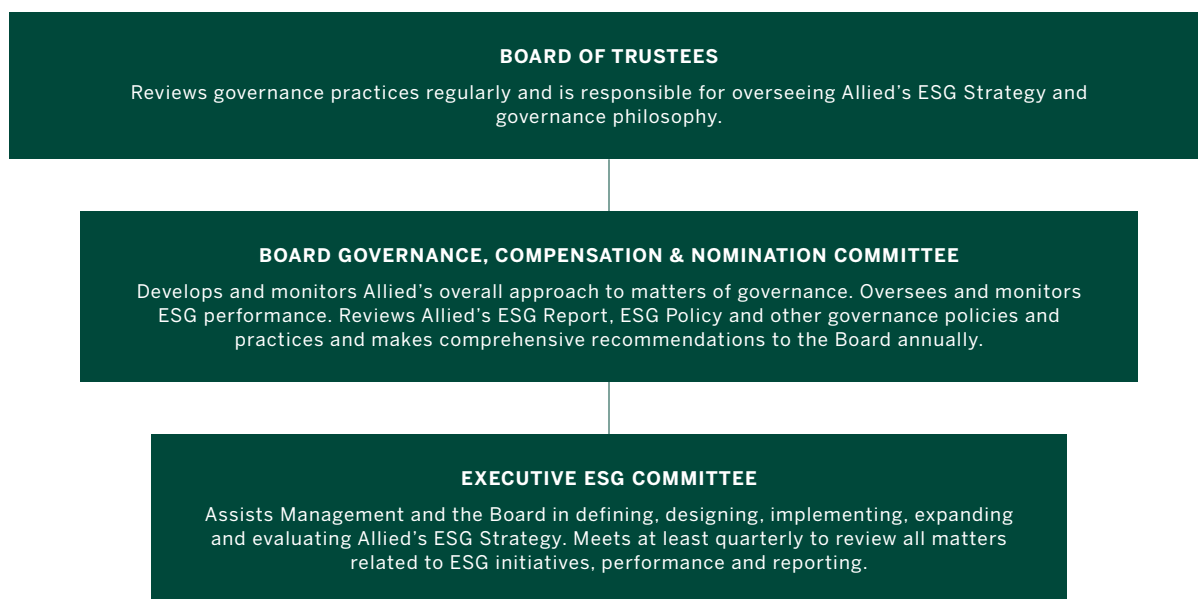 BOARD OF TRUSTEES
Reviews governance practices regularly and is responsible for overseeing Allied’s ESG Strategy and
governance philosophy.
BOARD GOVERNANCE, COMPENSATION & NOMINATION COMMITTEE
Develops and monitors Allied’s overall approach to matters of governance. Oversees and monitors
ESG performance. Reviews Allied’s ESG Report, ESG Policy and other governance policies and
practices and makes comprehensive recommendations to the Board annually.
EXECUTIVE ESG COMMITTEE
Assists Management and the Board in defining, designing, implementing, expanding
and evaluating Allied’s ESG Strategy. Meets at least quarterly to review all matters
related to ESG initiatives, performance and reporting.